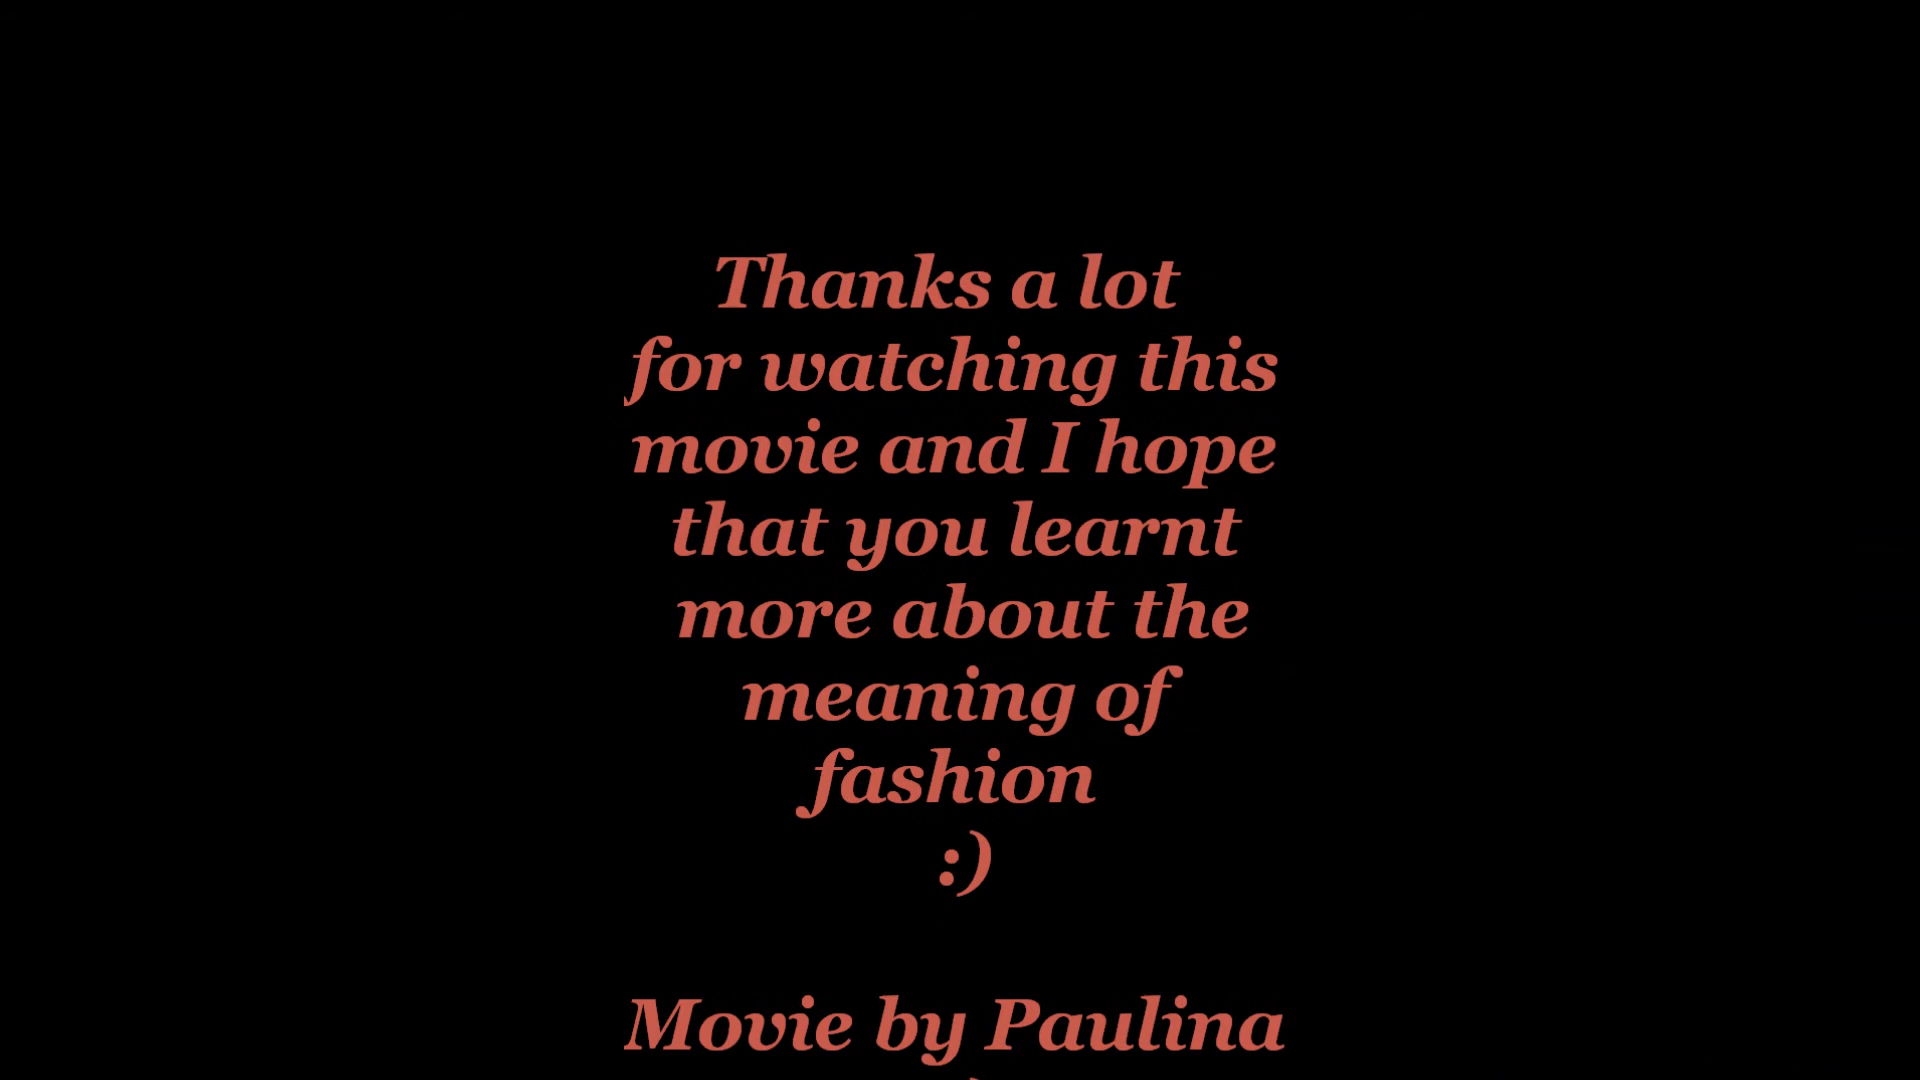 Thanks a lot
for watching this
movie and I hope
that you learnt
more about the
meaning of
fashion
:)
Movie by Paulina